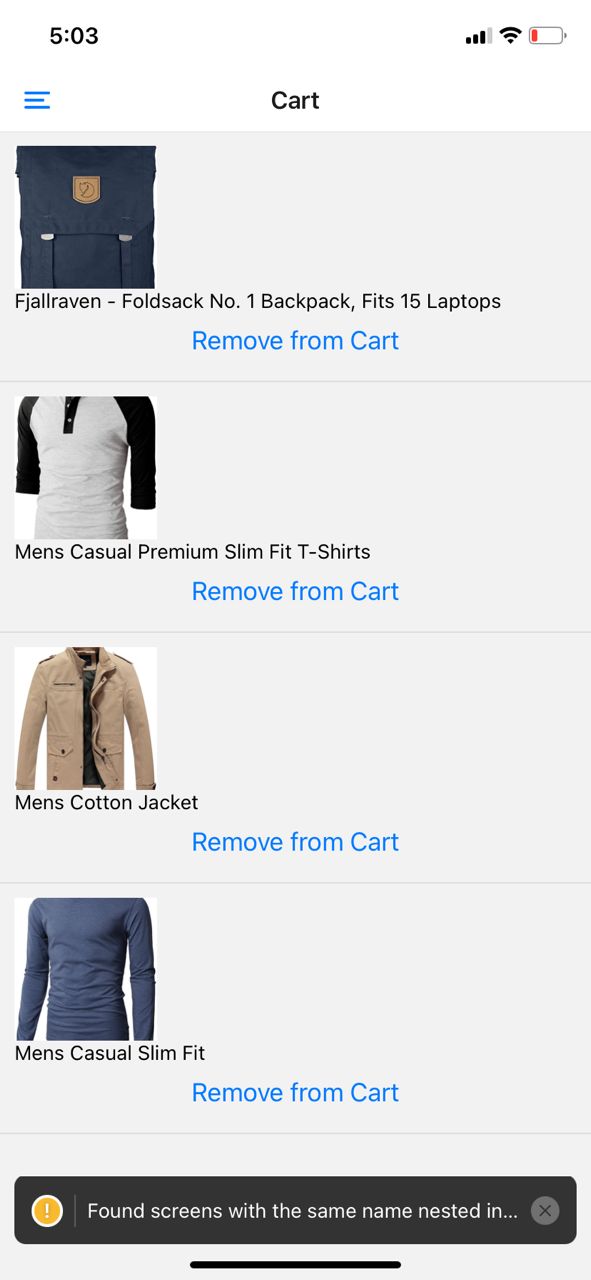 5:03
Cart
Fjallraven - Foldsack No. 1 Backpack, Fits 15 Laptops
Remove from Cart
Mens Casual Premium Slim Fit T-Shirts
Remove from Cart
Mens Cotton Jacket
Remove from Cart
Mens Casual Slim Fit
Remove from Cart
! Found screens with the same name nested in...